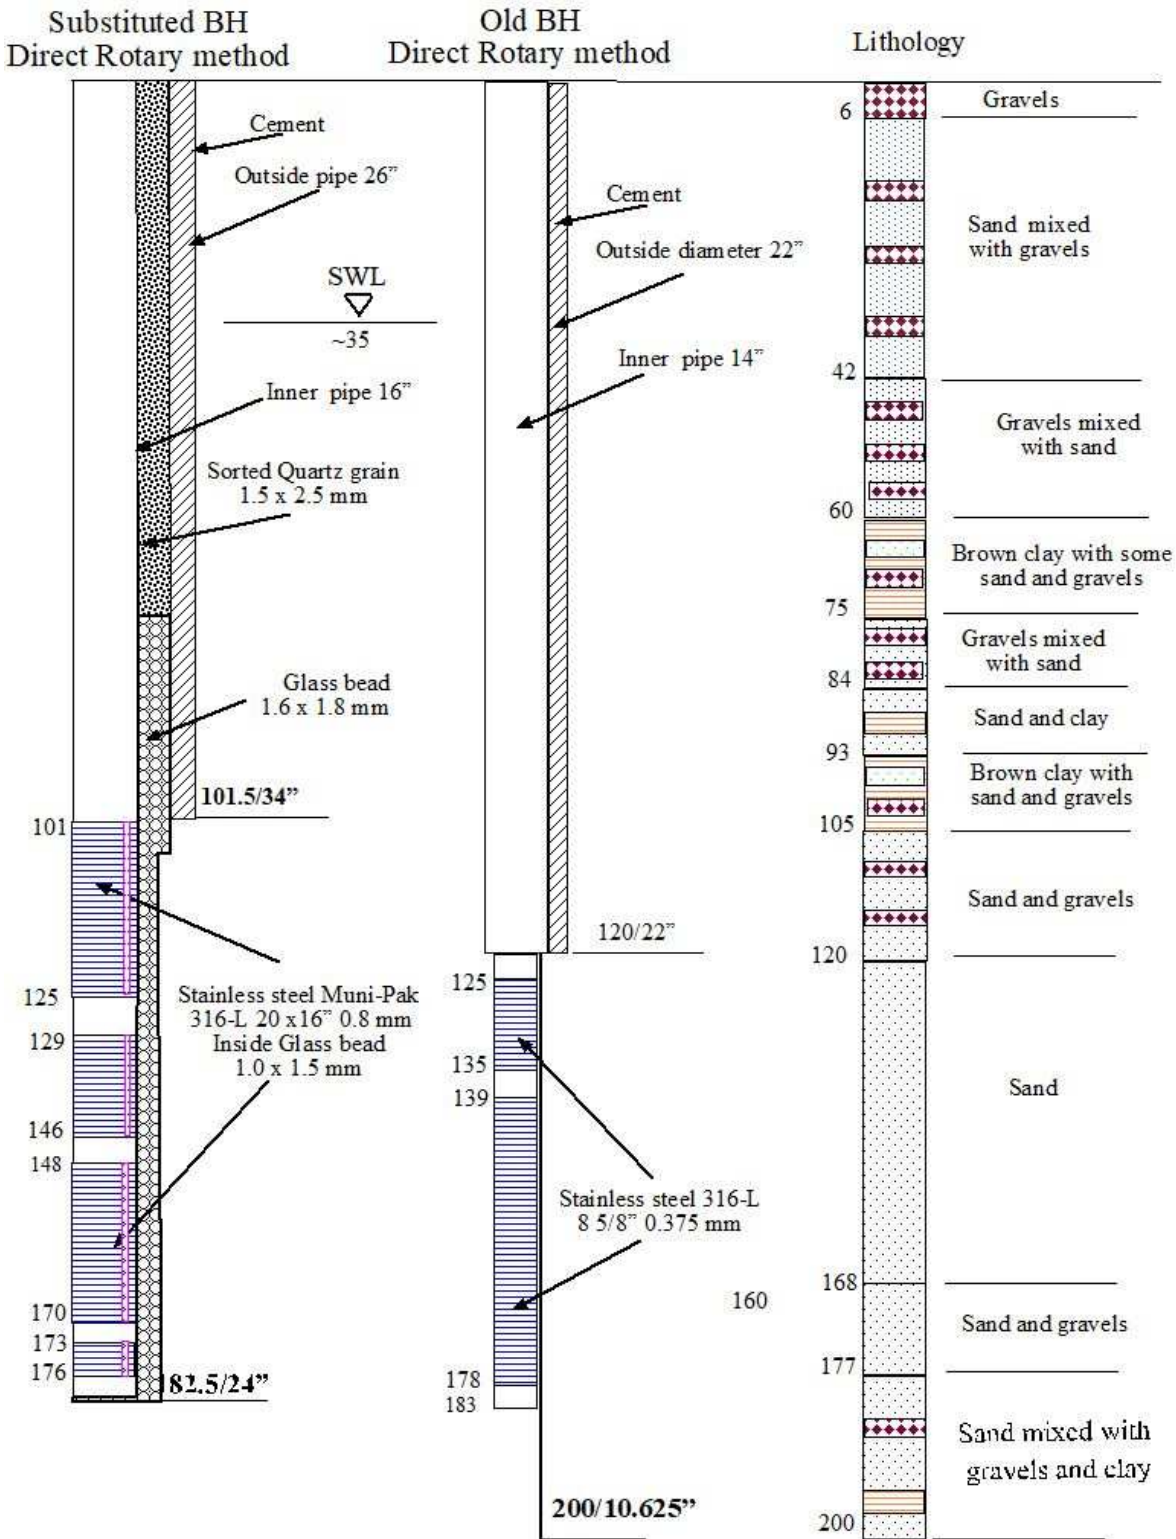 Substituted BH
Direct Rotary method
Cement
Outside pipe 26”
SWL
~35
Inner pipe 16”
Sorted Quartz grain
1.5 x 2.5 mm
Glass bead
1.6 x 1.8 mm
101.5/34”
101
125
129
146
148
170
173
176
Stainless steel Muni-Pak
316-L 20 x16” 0.8 mm
Inside Glass bead
1.0 x 1.5 mm
82.5/24”
Old BH
Direct Rotary method
Cement
Outside diameter 22”
Inner pipe 14”
120/22”
125
135
139
Stainless steel 316-L
8 5/8” 0.375 mm
160
178
183
200/10.625”
Lithology
6
Gravels
Sand mixed
with gravels
42
Gravels mixed
with sand
60
Brown clay with some
sand and gravels
75
Gravels mixed
with sand
84
Sand and clay
93
Brown clay with
sand and gravels
105
Sand and gravels
120
Sand
168
Sand and gravels
177
Sand mixed with
gravels and clay
200